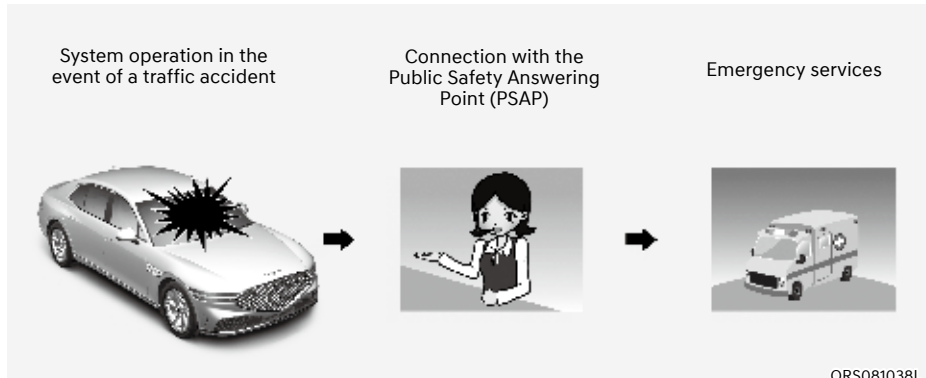 System operation in the
event of a traffic accident
Connection with the
Public Safety Answering
Point (PSAP)
Emergency services
ORS081038L